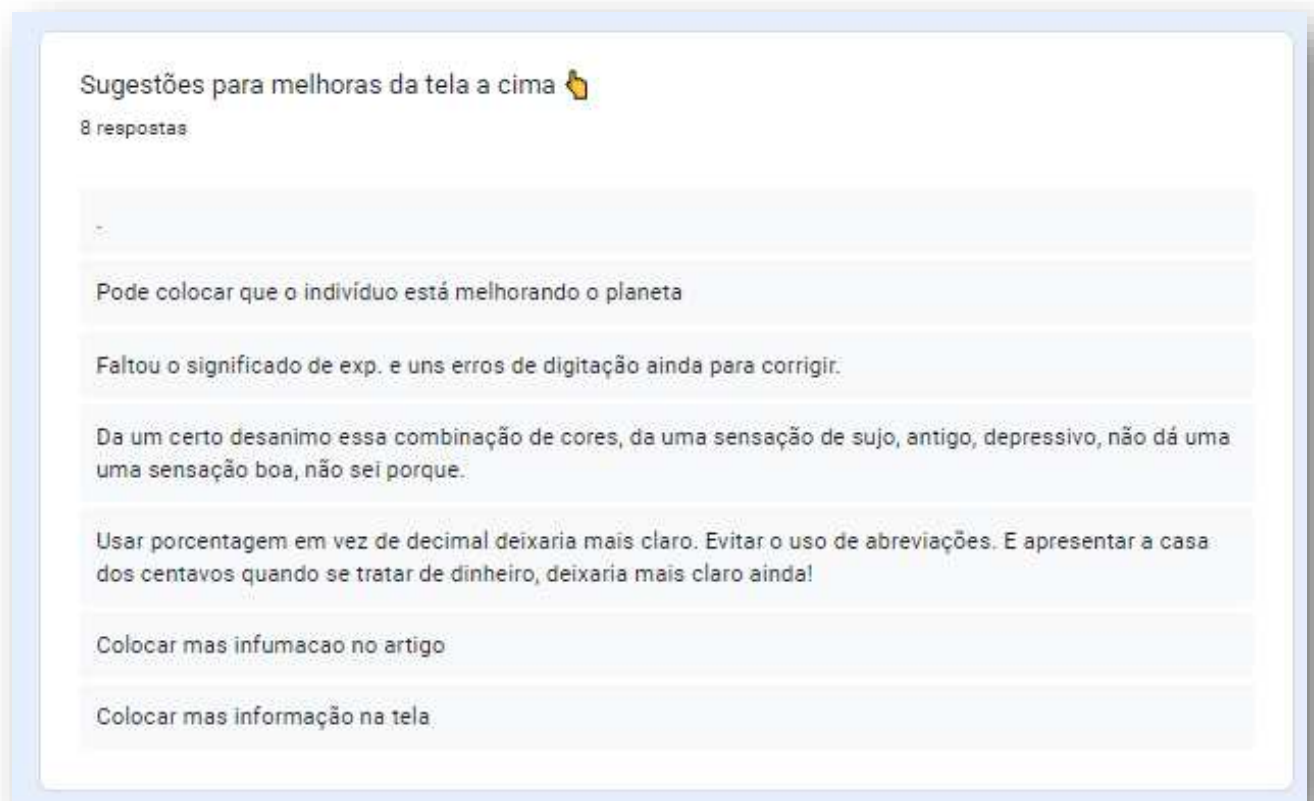 Sugestões para melhoras da tela a cima 👆
8 respostas
.
Pode colocar que o indivíduo está melhorando o planeta
Faltou o significado de exp. e uns erros de digitação ainda para corrigir.
Da um certo desanimo essa combinação de cores, da uma sensação de sujo, antigo, depressivo, não dá uma
uma sensação boa, não sei porque.
Usar porcentagem em vez de decimal deixaria mais claro. Evitar o uso de abreviações. E apresentar a casa
dos centavos quando se tratar de dinheiro, deixaria mais claro ainda!
Colocar mas infumacao no artigo
Colocar mas informação na tela